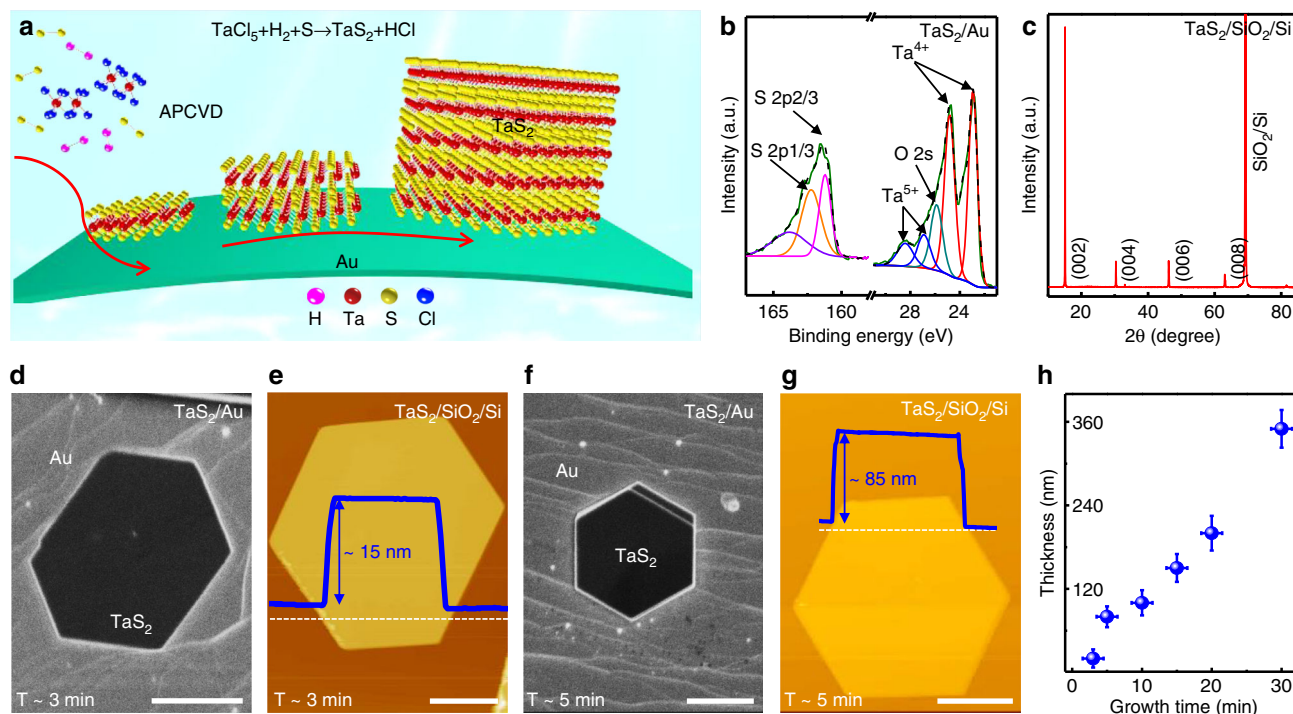 a
TaCl5+H2+S→TaS2+HCl
APCVD
TaS2
Au
H Ta S Cl
b
TaS2/Au
Ta4+
S 2p2/3
S 2p1/3
O 2s
Ta5+
Intensity (a.u.)
165 160 28 24
Binding energy (eV)
c
TaS2/SiO2/Si
SiO2/Si
(002)
(004)
(006)
(008)
Intensity (a.u.)
20 40 60 80
2θ (degree)
d
TaS2/Au
Au
TaS2
T ~ 3 min
e
TaS2/SiO2/Si
~ 15 nm
T ~ 3 min
f
TaS2/Au
Au
TaS2
T ~ 5 min
g
TaS2/SiO2/Si
~ 85 nm
T ~ 5 min
h
Thickness (nm)
360
240
120
0 10 20 30
Growth time (min)